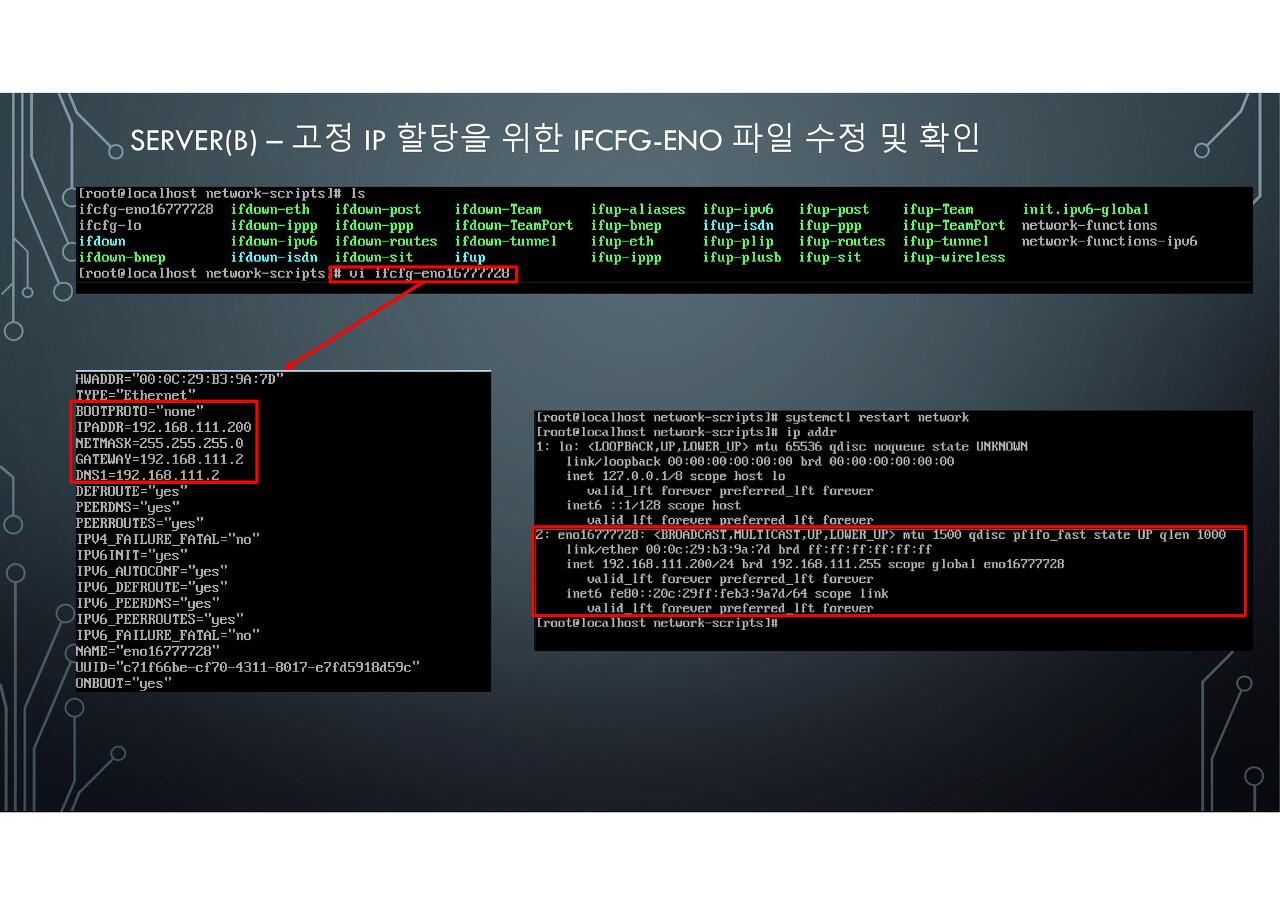 SERVER(B) – 고정 IP 할당을 위한 IFCFG-ENO 파일 수정 및 확인
[root@localhost network-scripts]# ls
ifcfg-eno16777728 ifdown-eth ifdown-post ifdown-Team ifup-aliases ifup-ipv6 ifup-post ifup-Team init.ipv6-global
ifcfg-lo ifdown-ippp ifdown-ppp ifdown-TeamPort ifup-bnep ifup-isdn ifup-ppp ifup-TeamPort network-functions
ifdown ifdown-ipv6 ifdown-routes ifdown-tunnel ifup-eth ifup-plip ifup-routes ifup-tunnel network-functions-ipv6
ifdown-bnep ifdown-isdn ifdown-sit ifup ifup-ippp ifup-plusb ifup-sit ifup-wireless
[root@localhost network-scripts]# vi ifcfg-eno16777728
HWADDR="00:0C:29:B3:9A:7D"
TYPE="Ethernet"
BOOTPROTO="none"
IPADDR=192.168.111.200
NETMASK=255.255.255.0
GATEWAY=192.168.111.2
DNS1=192.168.111.2
DEFROUTE="yes"
PEERDNS="yes"
PEERROUTES="yes"
IPV4_FAILURE_FATAL="no"
IPV6INIT="yes"
IPV6_AUTOCONF="yes"
IPV6_DEFROUTE="yes"
IPV6_PEERDNS="yes"
IPV6_PEERROUTES="yes"
IPV6_FAILURE_FATAL="no"
NAME="eno16777728"
UUID="c71f66be-cf70-4311-8017-e7fd5918d59c"
ONBOOT="yes"
[root@localhost network-scripts]# systemctl restart network
[root@localhost network-scripts]# ip addr
1: lo: <LOOPBACK,UP,LOWER_UP> mtu 65536 qdisc noqueue state UNKNOWN
link/loopback 00:00:00:00:00:00 brd 00:00:00:00:00:00
inet 127.0.0.1/8 scope host lo
valid_lft forever preferred_lft forever
inet6 ::1/128 scope host
valid_lft forever preferred_lft forever
2: eno16777728: <BROADCAST,MULTICAST,UP,LOWER_UP> mtu 1500 qdisc pfifo_fast state UP qlen 1000
link/ether 00:0c:29:b3:9a:7d brd ff:ff:ff:ff:ff:ff
inet 192.168.111.200/24 brd 192.168.111.255 scope global eno16777728
valid_lft forever preferred_lft forever
inet6 fe80::20c:29ff:feb3:9a7d/64 scope link
valid_lft forever preferred_lft forever
[root@localhost network-scripts]#